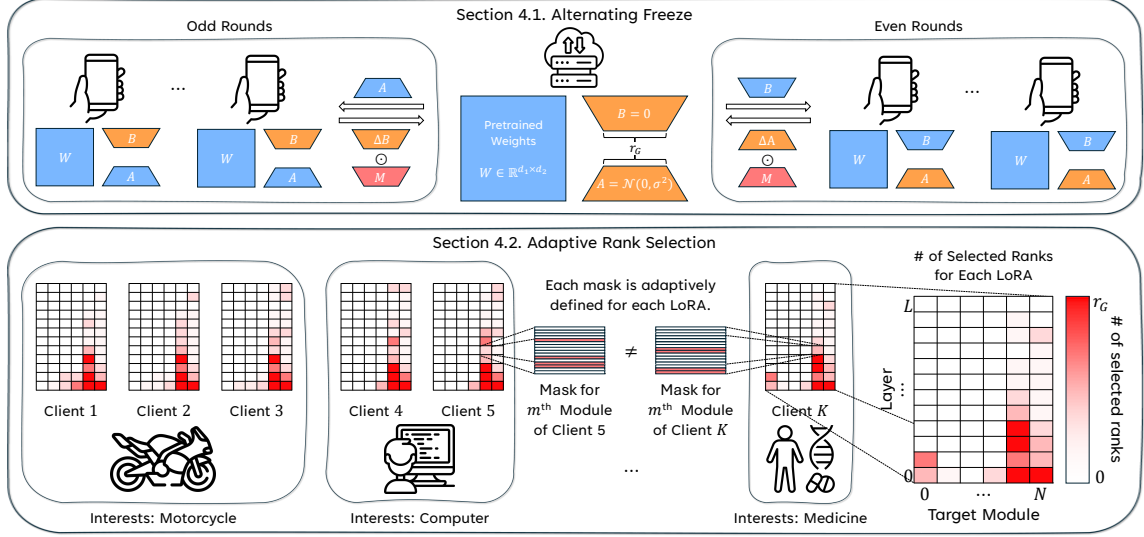 Section 4.1. Alternating Freeze
Odd Rounds
...
W
B
A
W
B
A
A
ΔB
⊙
M
Pretrained
Weights
W ∈ ℝ^{d₁×d₂}
B = 0
r_G
A = 𝒩(0, σ²)
Even Rounds
B
ΔA
⊙
M
...
W
B
A
W
B
A
Section 4.2. Adaptive Rank Selection
Client 1
Client 2
Client 3
Interests: Motorcycle
Client 4
Client 5
Interests: Computer
Each mask is adaptively
defined for each LoRA.
≠
Mask for
mᵗʰ Module
of Client 5
Mask for
mᵗʰ Module
of Client K
...
Client K
Interests: Medicine
# of Selected Ranks
for Each LoRA
L
...
Layer
0
0
...
N
Target Module
r_G
0
# of selected ranks